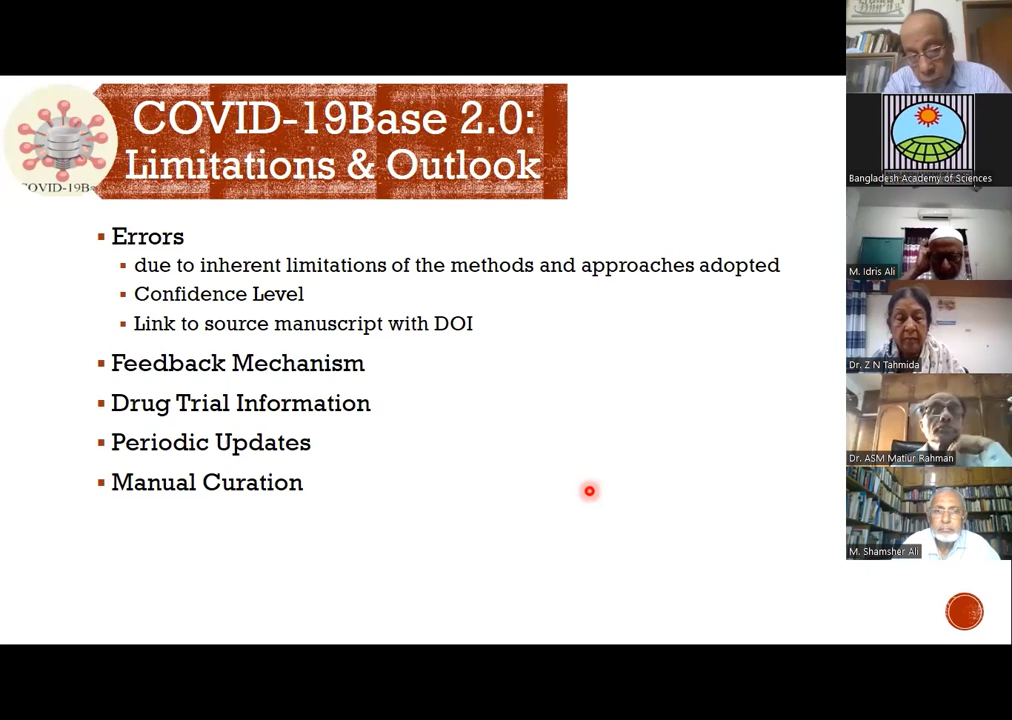 COVID-19Base 2.0:
Limitations & Outlook
COVID-19Ba
Errors
due to inherent limitations of the methods and approaches adopted
Confidence Level
Link to source manuscript with DOI
Feedback Mechanism
Drug Trial Information
Periodic Updates
Manual Curation
Bangladesh Academy of Sciences
M. Idris Ali
Dr. Z N Tahmida
Dr. ASM Matiur Rahman
M. Shamsher Ali